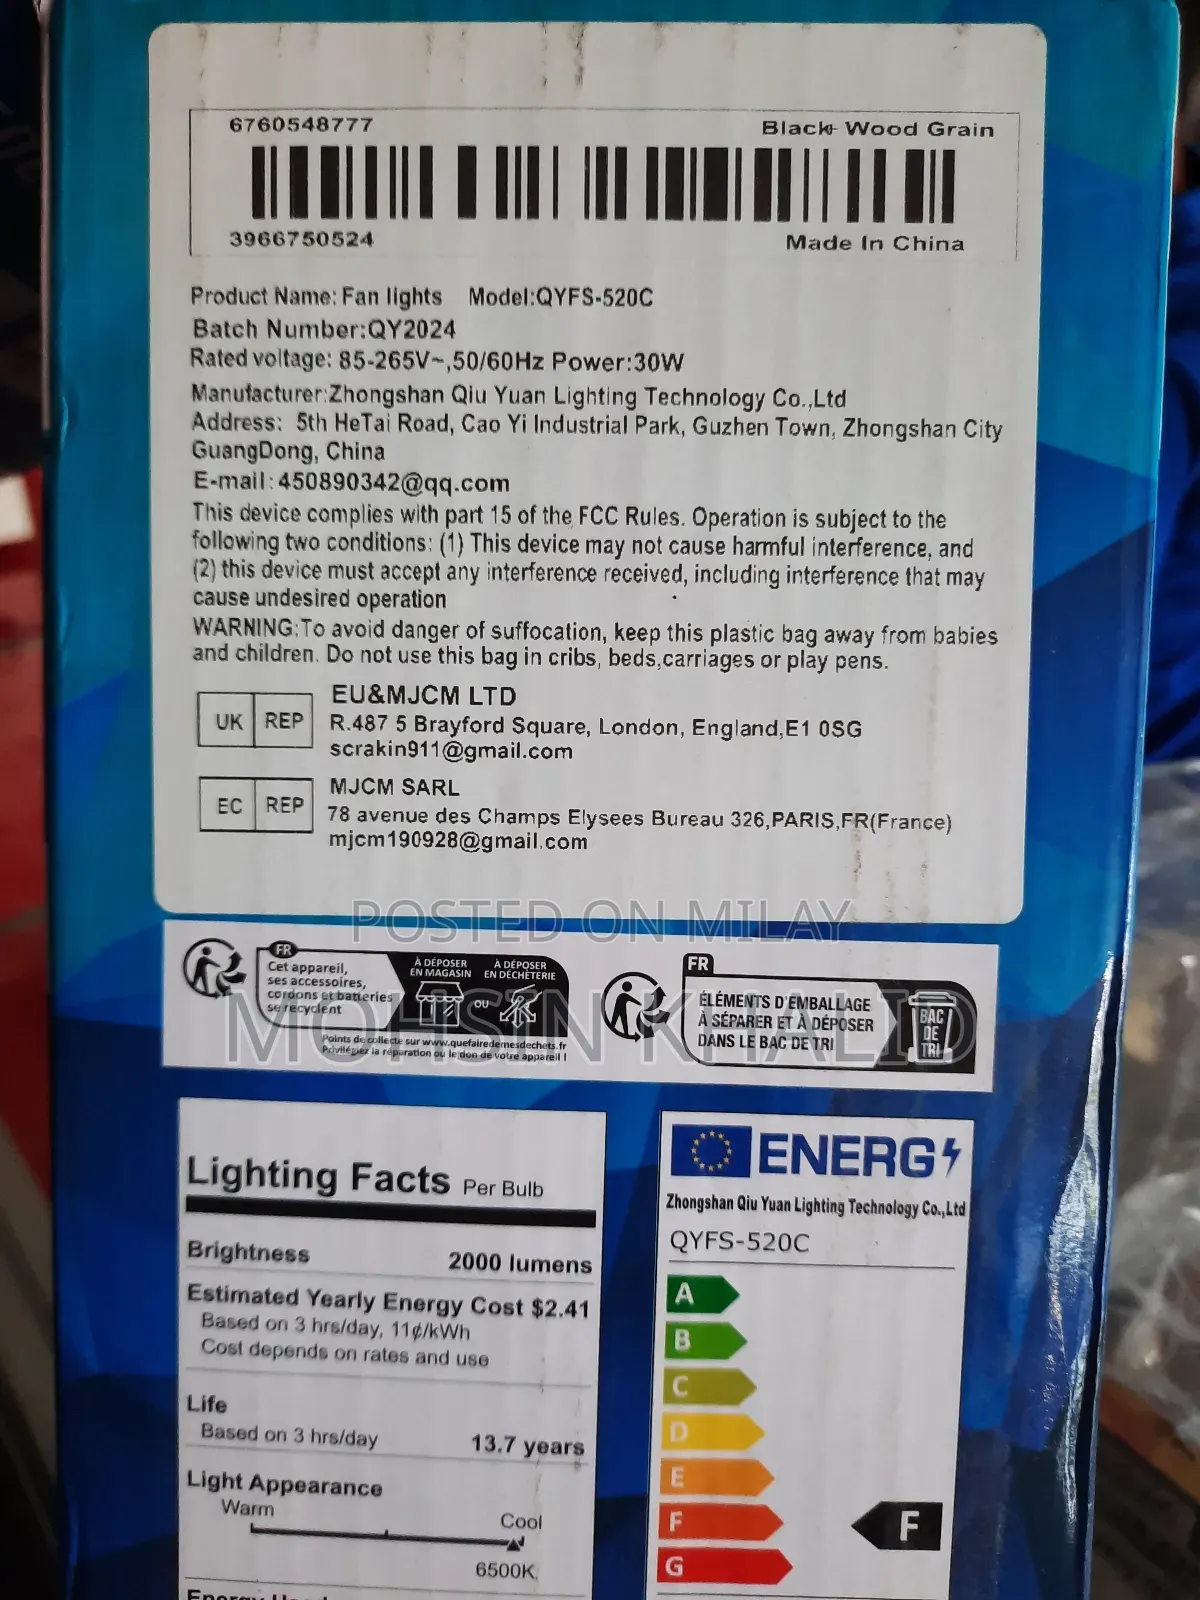 6760548777
Black+ Wood Grain
3966750524
Made In China
Product Name: Fan lights Model:QYFS-520C
Batch Number:QY2024
Rated voltage: 85-265V~,50/60Hz Power:30W
Manufacturer:Zhongshan Qiu Yuan Lighting Technology Co.,Ltd
Address: 5th HeTai Road, Cao Yi Industrial Park, Guzhen Town, Zhongshan City
GuangDong, China
E-mail:450890342@qq.com
This device complies with part 15 of the FCC Rules. Operation is subject to the
following two conditions: (1) This device may not cause harmful interference, and
(2) this device must accept any interference received, including interference that may
cause undesired operation
WARNING:To avoid danger of suffocation, keep this plastic bag away from babies
and children. Do not use this bag in cribs, beds,carriages or play pens.
UK REP
EU&MJCM LTD
R.487 5 Brayford Square, London, England,E1 0SG
scrakin911@gmail.com
EC REP
MJCM SARL
78 avenue des Champs Elysees Bureau 326,PARIS,FR(France)
mjcm190928@gmail.com
POSTED ON MILAY
MOHSIN KHALID
FR
Cet appareil,
ses accessoires,
cordons et batteries
se recyclent
À DÉPOSER
EN MAGASIN
OU
À DÉPOSER
EN DÉCHÈTERIE
Points de collecte sur www.quefairedemesdechets.fr
Privilégiez la réparation ou le don de votre appareil !
FR
ÉLÉMENTS D'EMBALLAGE
À SÉPARER ET À DÉPOSER
DANS LE BAC DE TRI
BAC
DE
TRI
Lighting Facts Per Bulb
Brightness 2000 lumens
Estimated Yearly Energy Cost $2.41
Based on 3 hrs/day, 11¢/kWh
Cost depends on rates and use
Life
Based on 3 hrs/day 13.7 years
Light Appearance
Warm Cool
6500K
ENERG
Zhongshan Qiu Yuan Lighting Technology Co.,Ltd
QYFS-520C
A
B
C
D
E
F
F
G